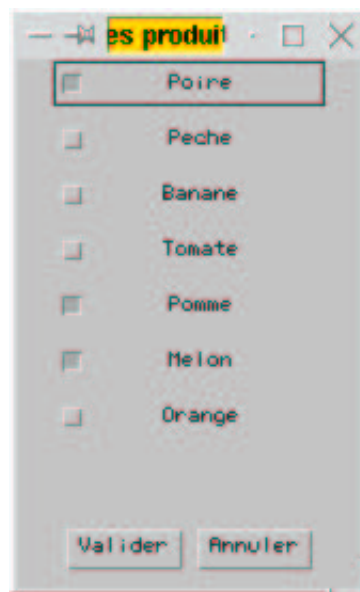 es produit
Poire
Peche
Banane
Tomate
Pomme
Melon
Orange
Valider Annuler